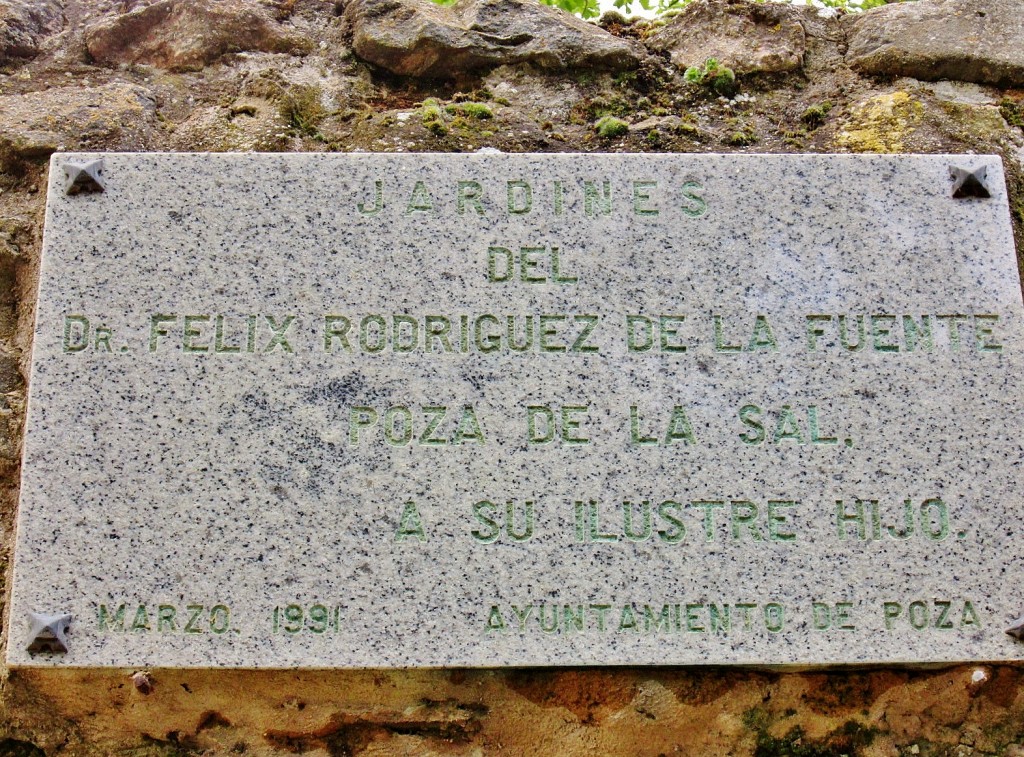 JARDINES
DEL
DR. FELIX RODRIGUEZ DE LA FUENTE
POZA DE LA SAL,
A SU ILUSTRE HIJO.
MARZO, 1991 AYUNTAMIENTO DE POZA